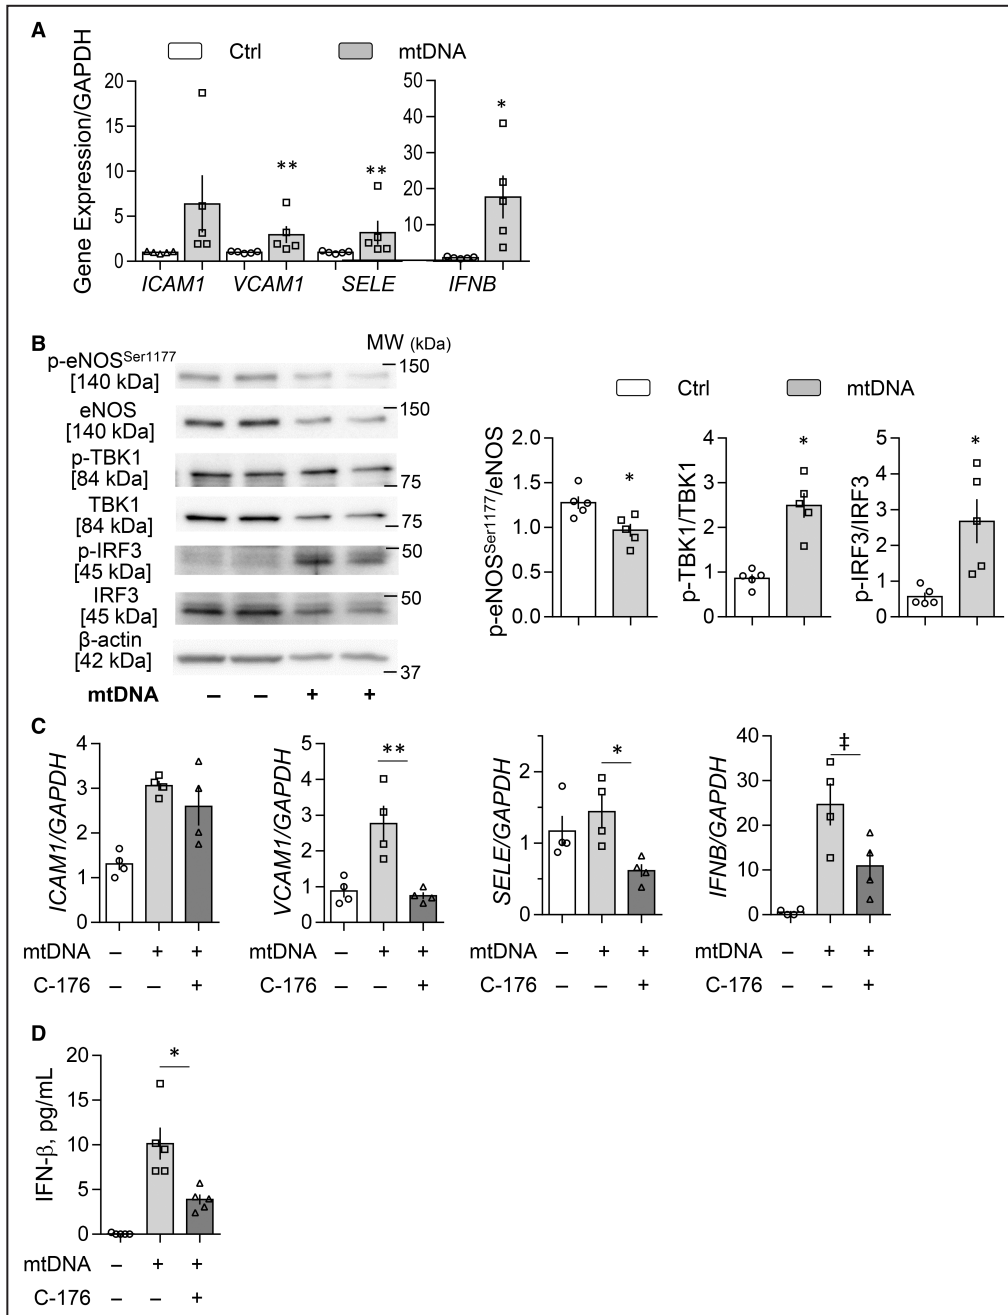 A
Ctrl
mtDNA
Gene Expression/GAPDH
20
15
10
5
0
**
**
50
40
30
20
10
*
ICAM1
VCAM1
SELE
IFNB
B
MW (kDa)
p-eNOSSer1177
[140 kDa]
150
eNOS
[140 kDa]
150
p-TBK1
[84 kDa]
75
TBK1
[84 kDa]
75
p-IRF3
[45 kDa]
50
IRF3
[45 kDa]
50
β-actin
[42 kDa]
37
mtDNA – – + +
Ctrl
mtDNA
p-eNOSSer1177/eNOS
2.0
1.5
1.0
0.5
0.0
*
p-TBK1/TBK1
4
3
2
1
0
*
p-IRF3/IRF3
5
4
3
2
1
0
*
C
ICAM1/GAPDH
4
3
2
1
0
mtDNA – + +
C-176 – – +
VCAM1/GAPDH
5
4
3
2
1
0
**
mtDNA – + +
C-176 – – +
SELE/GAPDH
2
1
0
*
mtDNA – + +
C-176 – – +
IFNB/GAPDH
40
30
20
10
0
‡
mtDNA – + +
C-176 – – +
D
IFN-β, pg/mL
20
15
10
5
0
*
mtDNA – + +
C-176 – – +